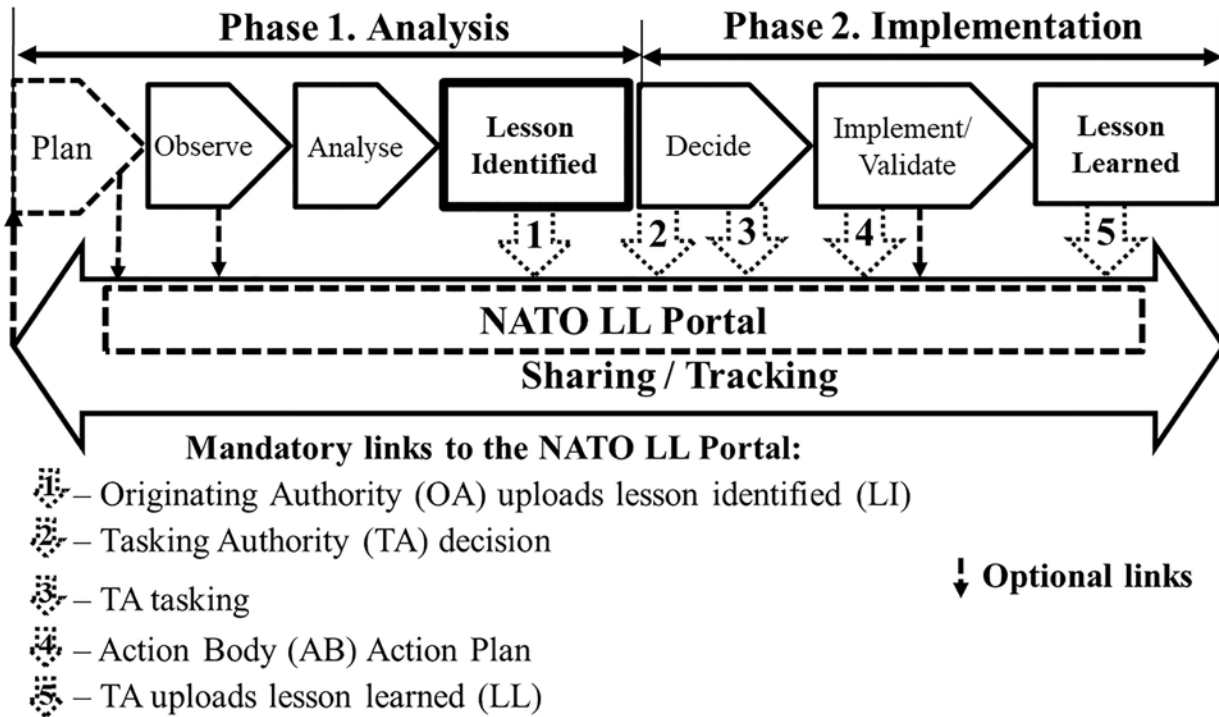 Phase 1. Analysis
Phase 2. Implementation
Plan
Observe
Analyse
Lesson
Identified
Decide
Implement/
Validate
Lesson
Learned
1
2
3
4
5
NATO LL Portal
Sharing / Tracking
Mandatory links to the NATO LL Portal:
1 – Originating Authority (OA) uploads lesson identified (LI)
2 – Tasking Authority (TA) decision
3 – TA tasking
Optional links
4 – Action Body (AB) Action Plan
5 – TA uploads lesson learned (LL)